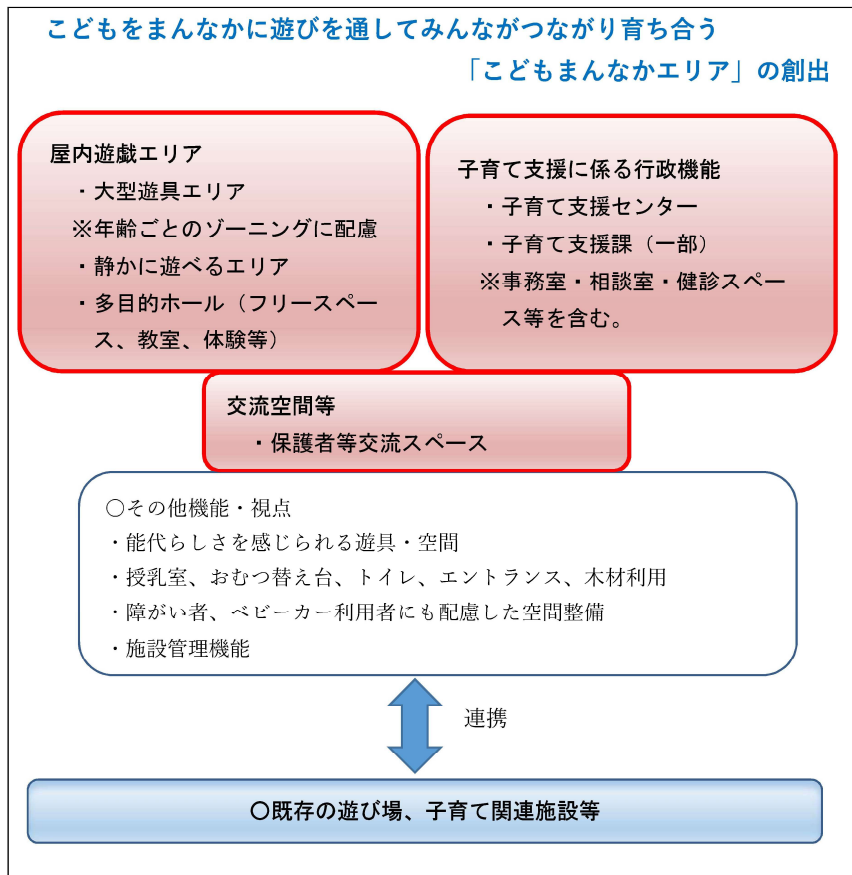 こどもをまんなかに遊びを通してみんながつながり育ち合う
「こどもまんなかエリア」の創出
屋内遊戯エリア
・大型遊具エリア
※年齢ごとのゾーニングに配慮
・静かに遊べるエリア
・多目的ホール（フリースペー
ス、教室、体験等）
子育て支援に係る行政機能
・子育て支援センター
・子育て支援課（一部）
※事務室・相談室・健診スペー
ス等を含む。
交流空間等
・保護者等交流スペース
〇その他機能・視点
・能代らしさを感じられる遊具・空間
・授乳室、おむつ替え台、トイレ、エントランス、木材利用
・障がい者、ベビーカー利用者にも配慮した空間整備
・施設管理機能
連携
〇既存の遊び場、子育て関連施設等